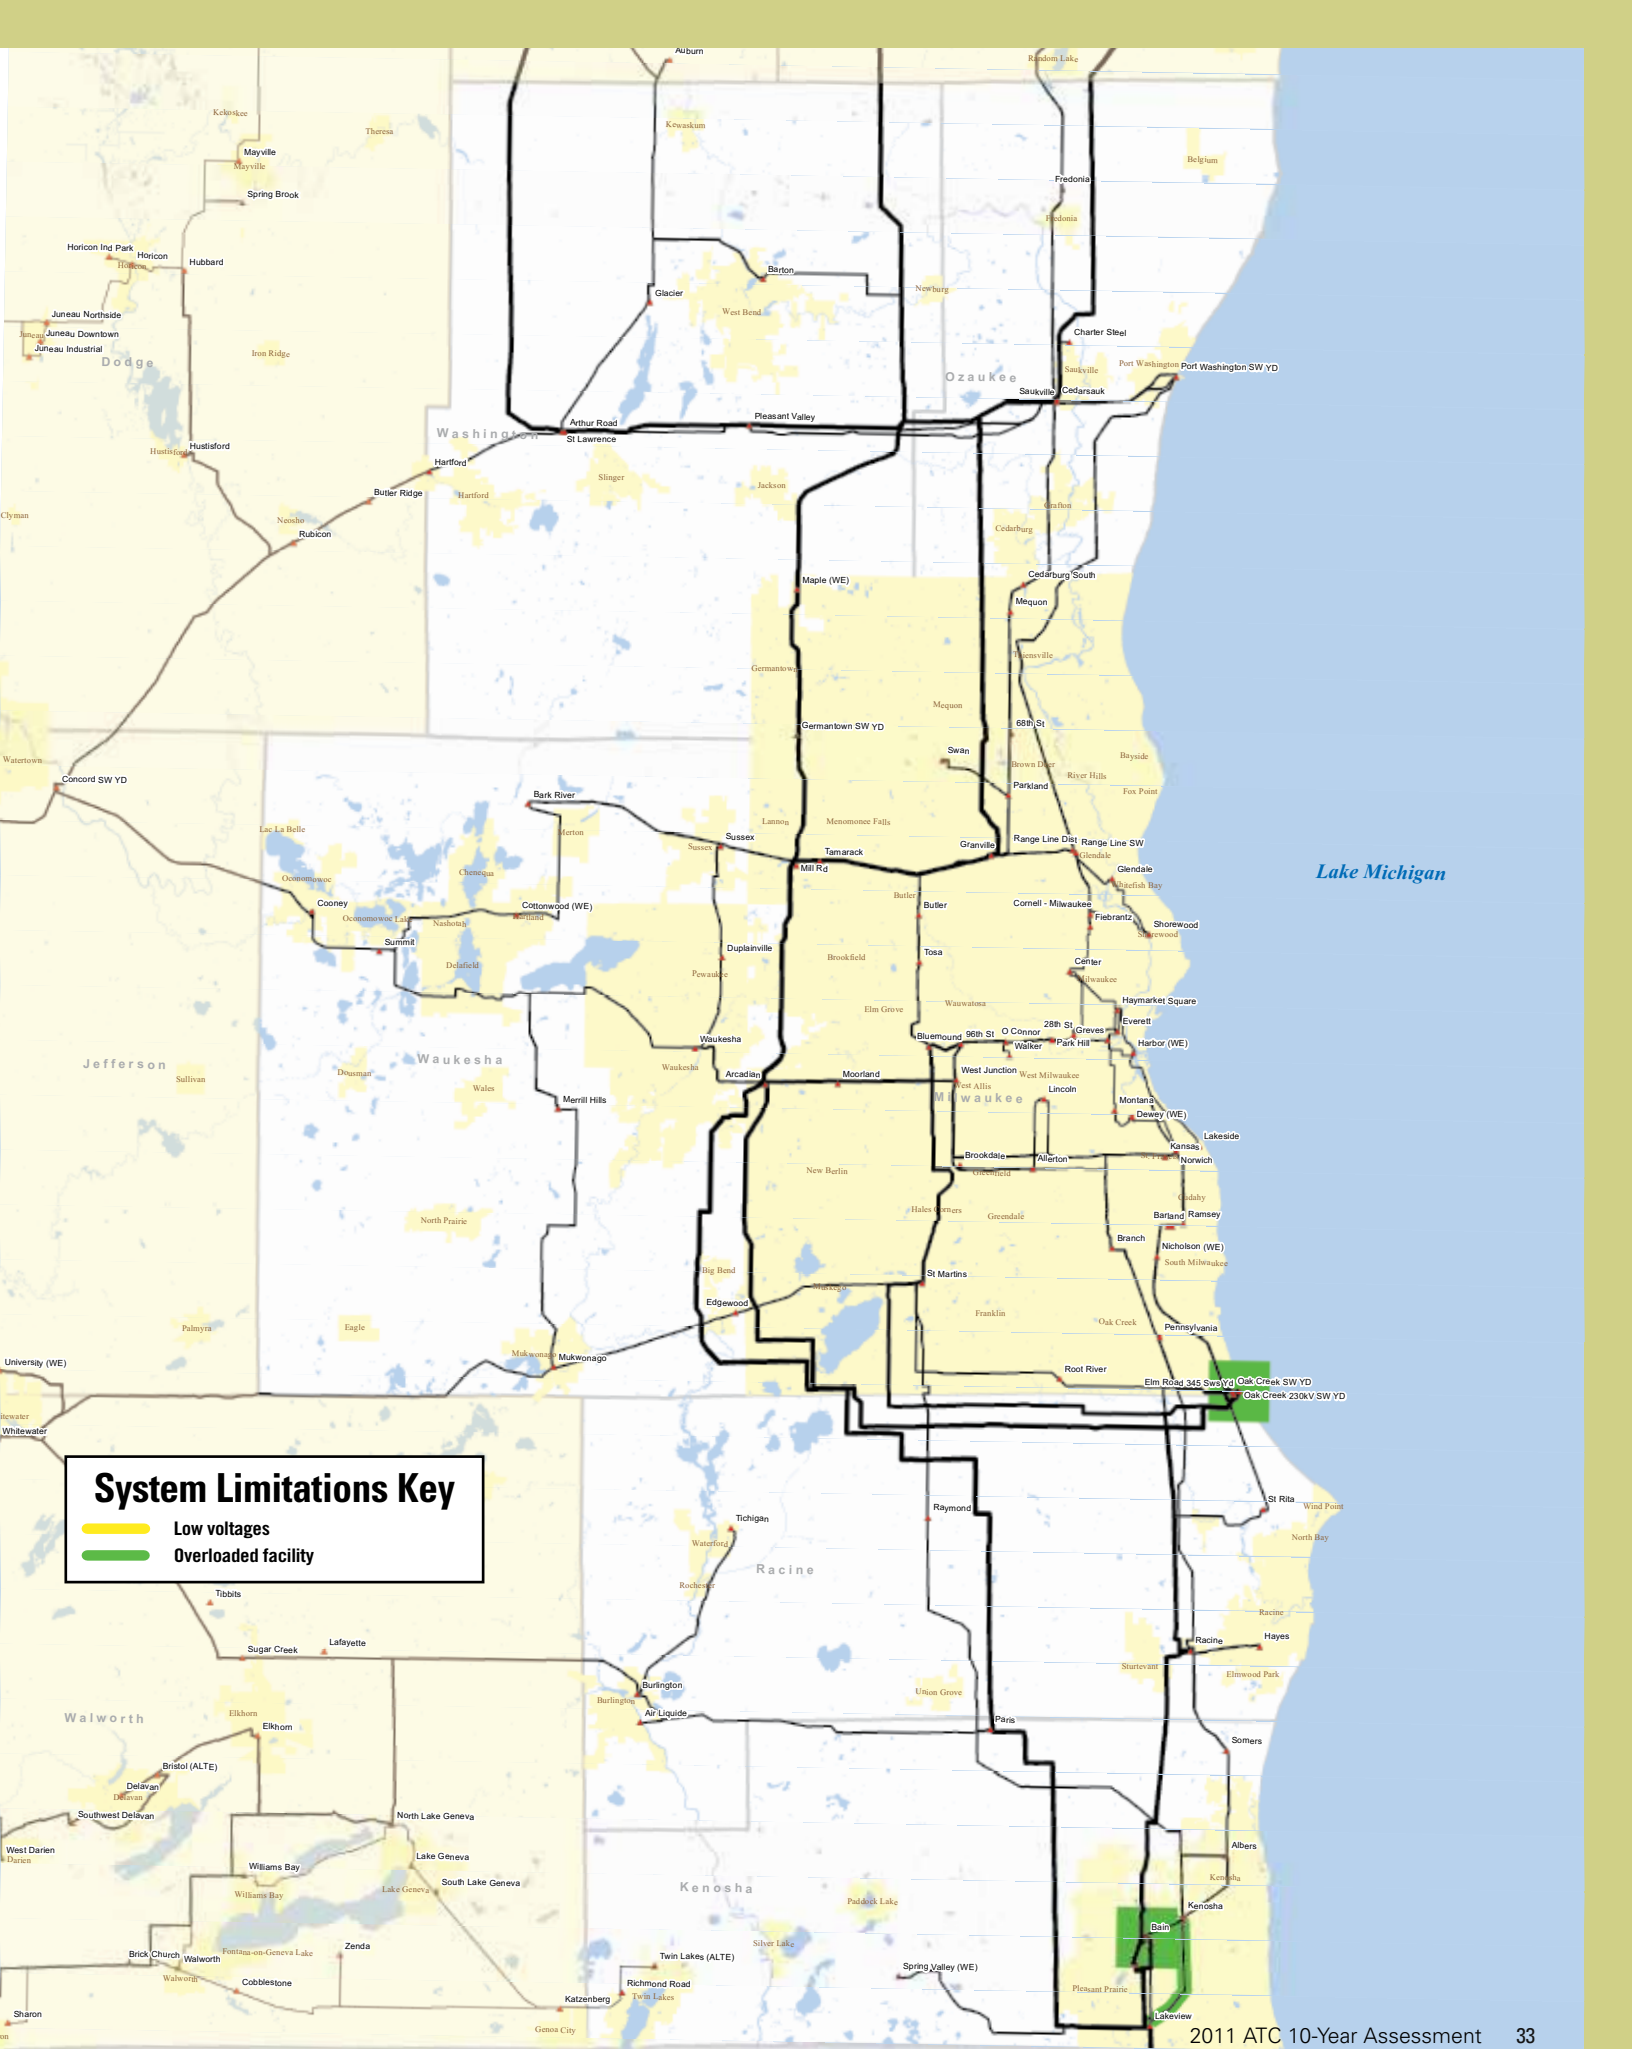 Auburn
Random Lake
Kekoskee
Theresa
Kewaskum
Mayville
Mayville
Belgium
Fredonia
Spring Brook
Fredonia
Horicon Ind Park
Horicon
Horicon
Hubbard
Barton
Newburg
Glacier
West Bend
Juneau Northside
Juneau
Juneau Downtown
Juneau Industrial
Iron Ridge
Dodge
Charter Steel
Saukville
Port Washington
Port Washington SW YD
Ozaukee
Saukville
Cedarsauk
Arthur Road
Pleasant Valley
St Lawrence
Washington
Hustisford
Hustisford
Hartford
Slinger
Jackson
Butler Ridge
Hartford
Clyman
Neosho
Rubicon
Grafton
Cedarburg
Cedarburg South
Maple (WE)
Mequon
Thiensville
Germantown
Mequon
Germantown SW YD
68th St
Swan
Bayside
Watertown
Brown Deer
River Hills
Concord SW YD
Parkland
Fox Point
Bark River
Lac La Belle
Merton
Lannon
Menomonee Falls
Sussex
Sussex
Granville
Range Line Dist
Range Line SW
Glendale
Tamarack
Mill Rd
Glendale
Whitefish Bay
Lake Michigan
Oconomowoc
Chenequa
Butler
Butler
Cooney
Cottonwood (WE)
Hartland
Cornell - Milwaukee
Fiebrantz
Oconomowoc Lake
Nashotah
Shorewood
Shorewood
Summit
Duplainville
Tosa
Brookfield
Center
Delafield
Pewaukee
Milwaukee
Elm Grove
Wauwatosa
Haymarket Square
Everett
Bluemound
96th St
O Connor
28th St
Greves
Waukesha
Walker
Park Hill
Harbor (WE)
Waukesha
Jefferson
Waukesha
Dousman
Sullivan
Arcadian
Moorland
West Junction
West Milwaukee
West Allis
Lincoln
Wales
Milwaukee
Merrill Hills
Montana
Dewey (WE)
Lakeside
Kansas
Norwich
Brookdale
Allerton
New Berlin
Greenfield
Cudahy
Hales Corners
Greendale
Barland
Ramsey
North Prairie
Branch
Nicholson (WE)
South Milwaukee
Big Bend
St Martins
Muskego
Edgewood
Franklin
Oak Creek
Pennsylvania
Palmyra
Eagle
Mukwonago
Mukwonago
University (WE)
Root River
Elm Road 345 Sws Yd
Oak Creek SW YD
Oak Creek 230kV SW YD
Whitewater
System Limitations Key
Low voltages
Overloaded facility
St Rita
Wind Point
Raymond
Tichigan
Waterford
North Bay
Racine
Rochester
Tibbits
Racine
Lafayette
Sugar Creek
Racine
Hayes
Sturtevant
Elmwood Park
Burlington
Burlington
Union Grove
Air Liquide
Walworth
Elkhorn
Elkhorn
Paris
Somers
Bristol (ALTE)
Delavan
Delavan
Southwest Delavan
North Lake Geneva
West Darien
Darien
Albers
Lake Geneva
Williams Bay
Kenosha
South Lake Geneva
Lake Geneva
Williams Bay
Kenosha
Paddock Lake
Kenosha
Bain
Silver Lake
Zenda
Brick Church
Walworth
Fontana-on-Geneva Lake
Twin Lakes (ALTE)
Spring Valley (WE)
Walworth
Cobblestone
Richmond Road
Twin Lakes
Pleasant Prairie
Katzenberg
Sharon
Genoa City
Lakeview
2011 ATC 10-Year Assessment 33